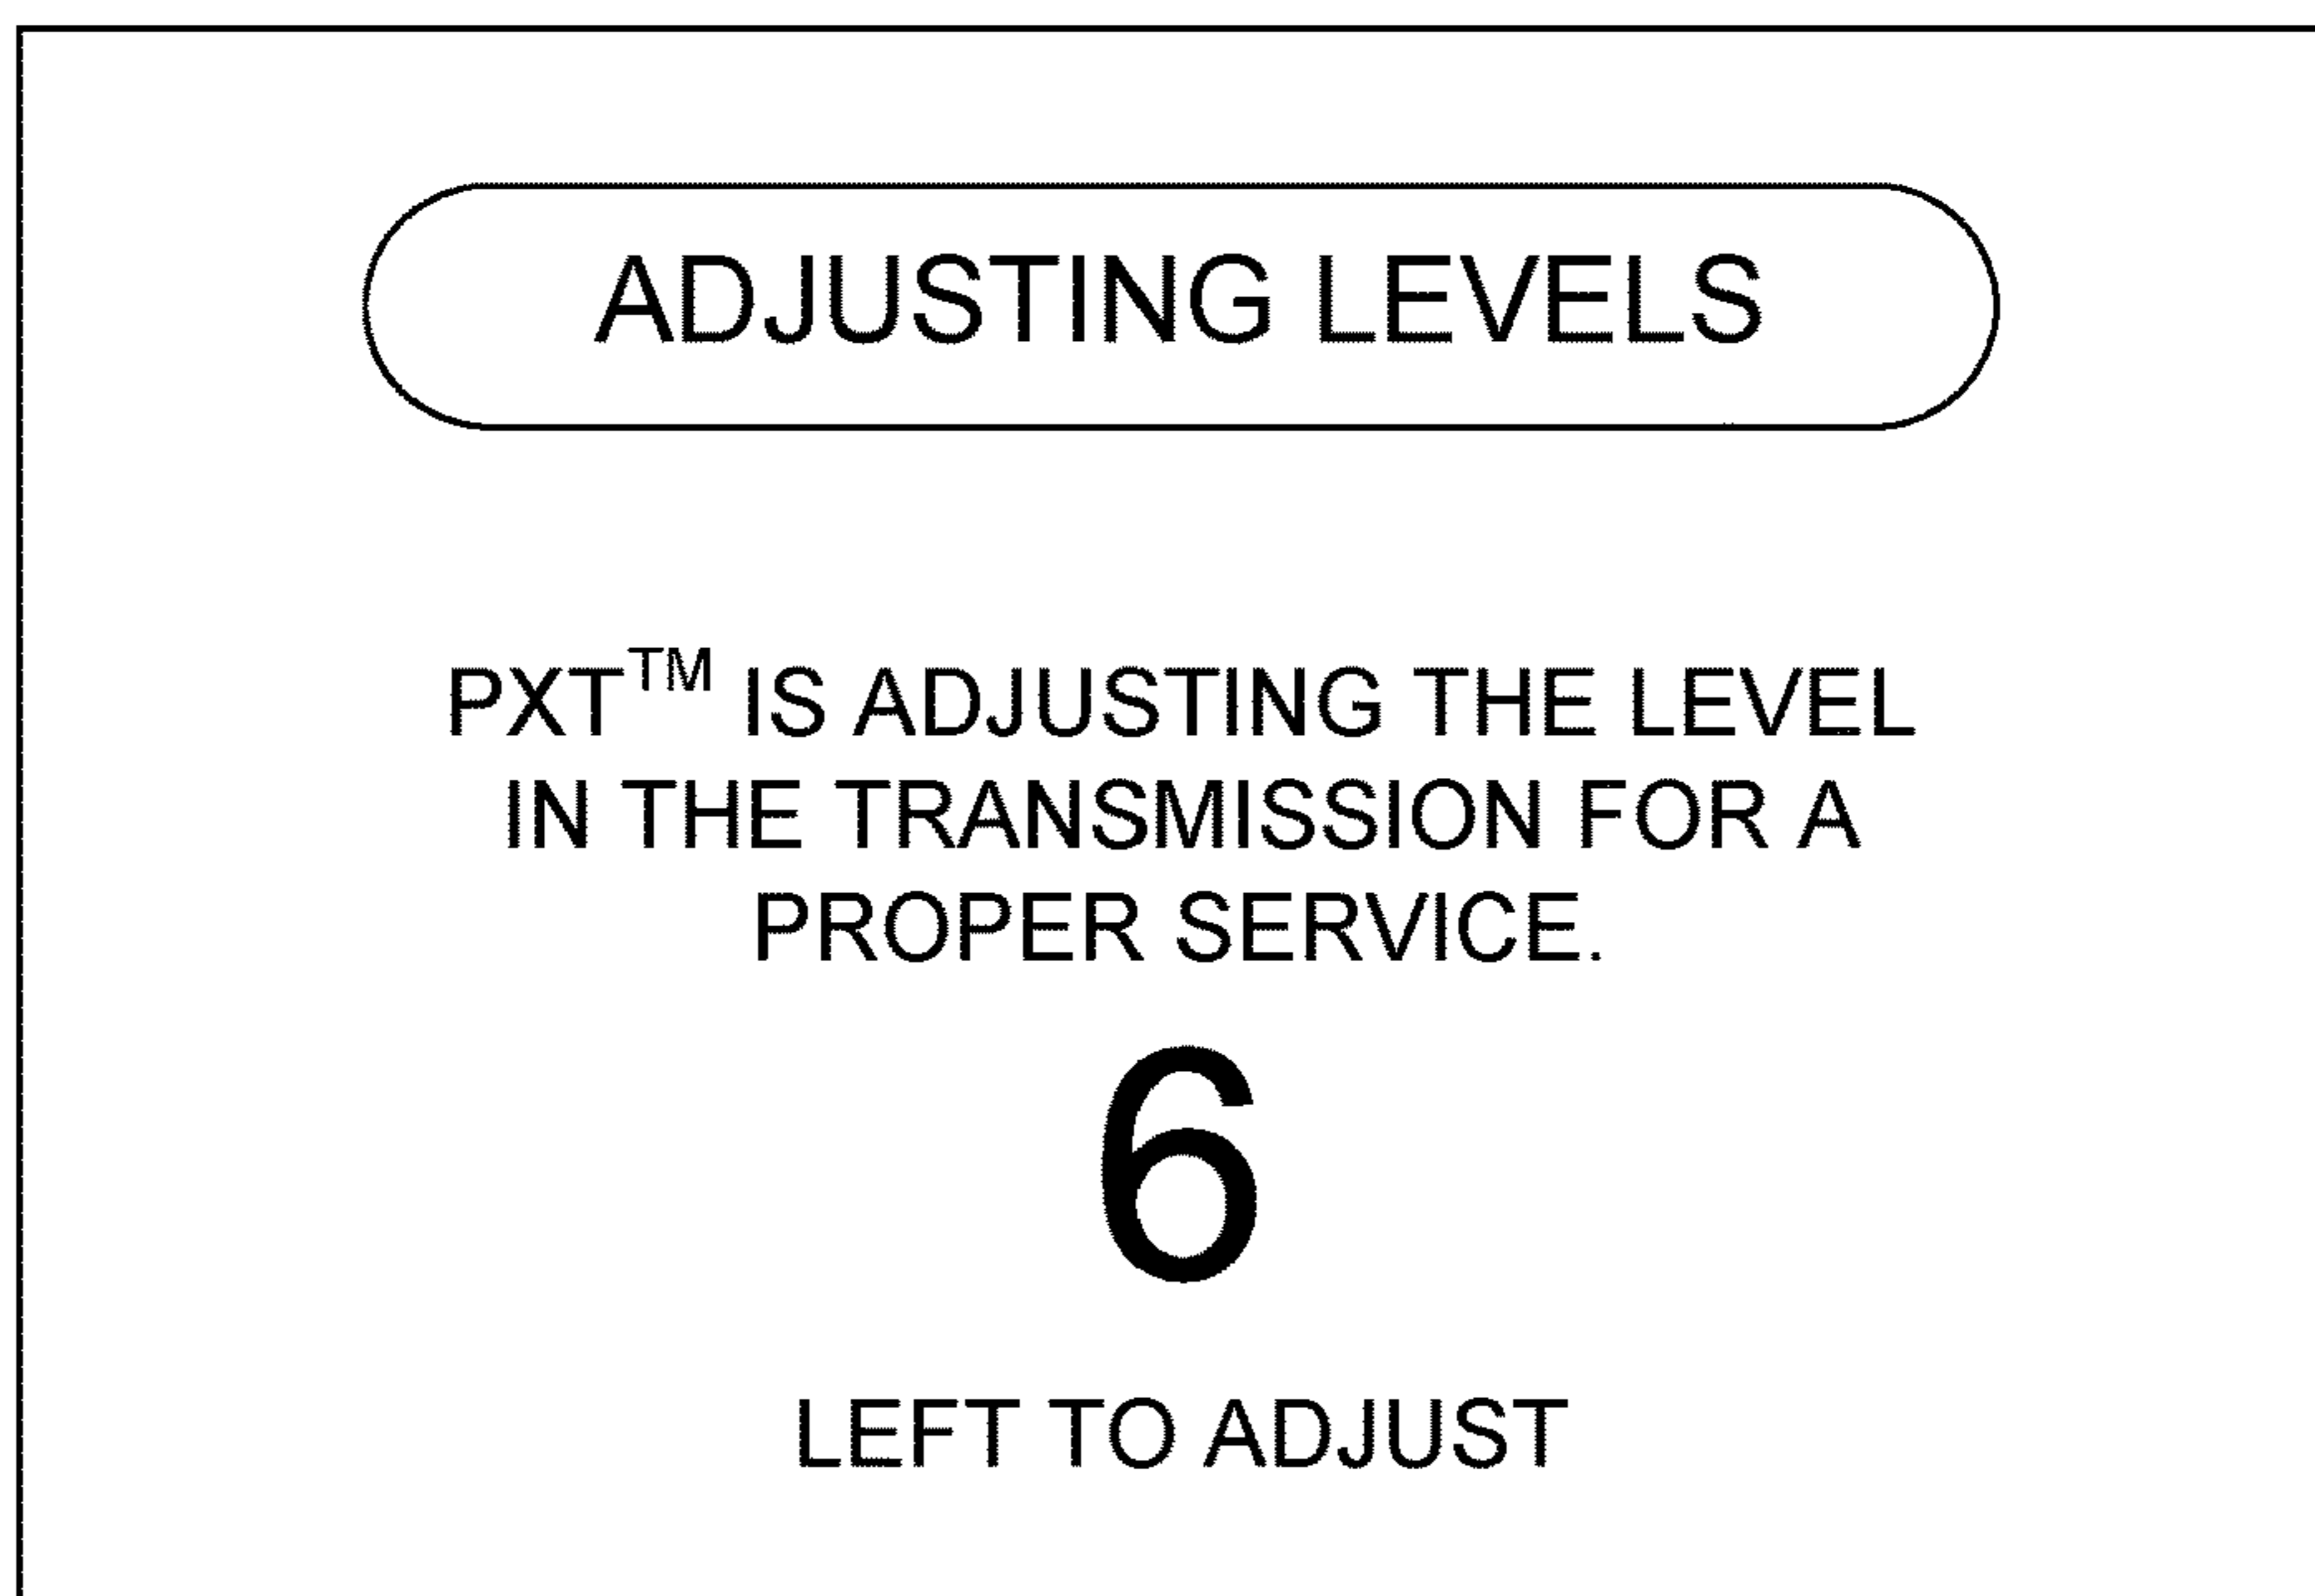 ADJUSTING LEVELS
PXT™ IS ADJUSTING THE LEVEL
IN THE TRANSMISSION FOR A
PROPER SERVICE.
6
LEFT TO ADJUST